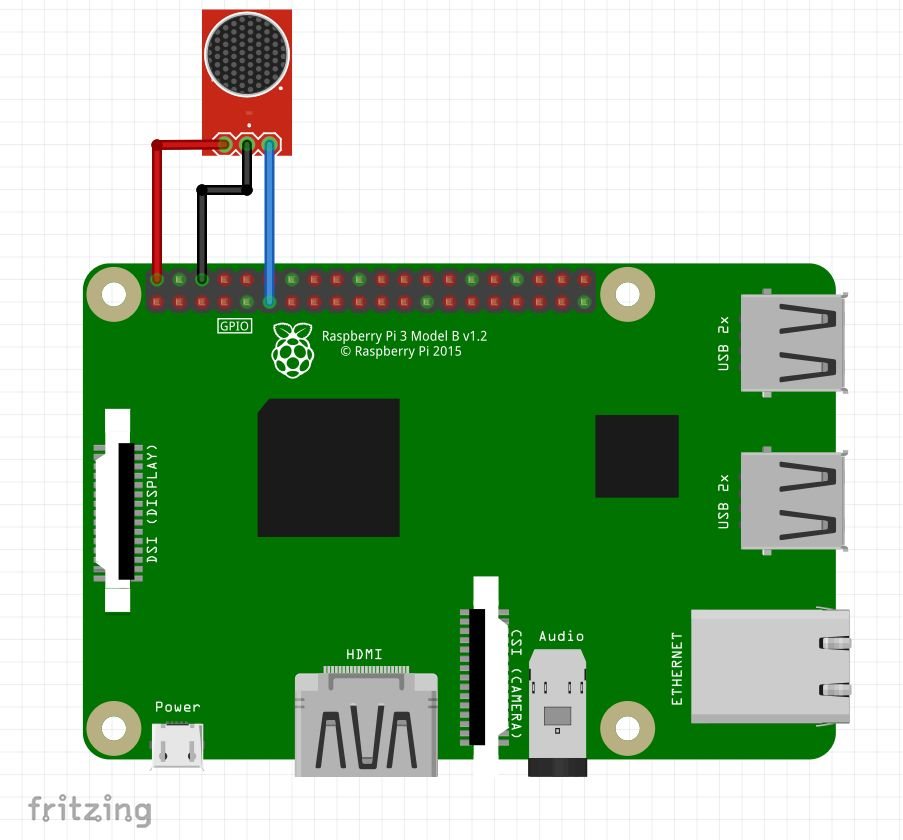 GPIO
Raspberry Pi 3 Model B v1.2
© Raspberry Pi 2015
USB 2x
DSI (DISPLAY)
USB 2x
CSI (CAMERA)
Audio
ETHERNET
HDMI
Power
fritzing